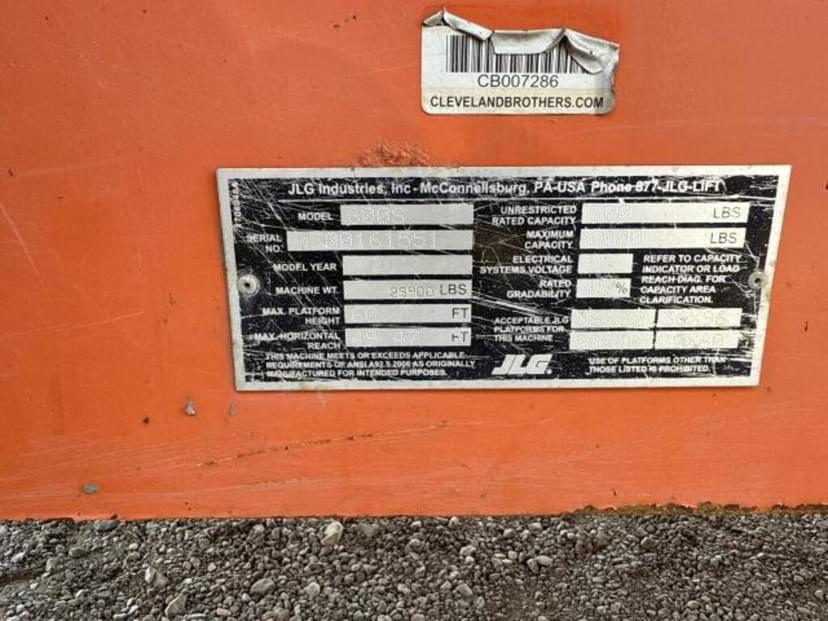 CB007286
CLEVELANDBROTHERS.COM
JLG Industries, Inc - McConnellsburg, PA-USA Phone 877-JLG-LIFT
MODEL 800S
SERIAL NO.
MODEL YEAR
MACHINE WT. 23900 LBS
MAX. PLATFORM HEIGHT FT
MAX. HORIZONTAL REACH FT
THIS MACHINE MEETS OR EXCEEDS APPLICABLE
REQUIREMENTS OF ANSI.A92.5.2006 AS ORIGINALLY
MANUFACTURED FOR INTENDED PURPOSES.
UNRESTRICTED RATED CAPACITY LBS
MAXIMUM CAPACITY LBS
ELECTRICAL SYSTEMS VOLTAGE
RATED GRADABILITY %
REFER TO CAPACITY
INDICATOR OR LOAD
REACH DIAG. FOR
CAPACITY AREA
CLARIFICATION.
ACCEPTABLE JLG
PLATFORMS FOR
THIS MACHINE
JLG
USE OF PLATFORMS OTHER THAN
THOSE LISTED IS PROHIBITED.